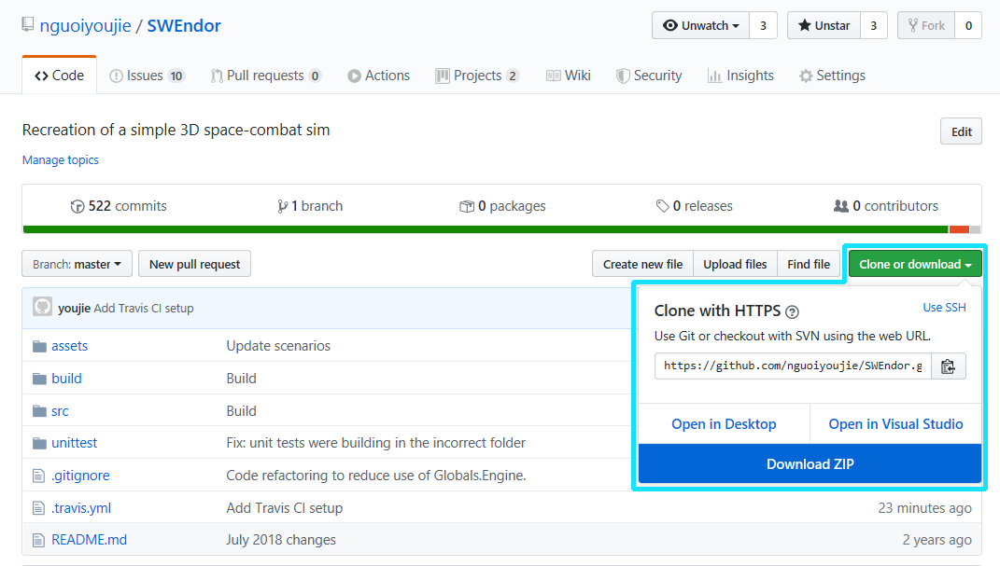 nguoiyoujie / SWEndor
Unwatch 3 Unstar 3 Fork 0
Code Issues 10 Pull requests 0 Actions Projects 2 Wiki Security Insights Settings
Recreation of a simple 3D space-combat sim
Edit
Manage topics
522 commits 1 branch 0 packages 0 releases 0 contributors
Branch: master New pull request Create new file Upload files Find file Clone or download
youjie Add Travis CI setup
Clone with HTTPS ? Use SSH
Use Git or checkout with SVN using the web URL.
https://github.com/nguoiyoujie/SWEndor.g
Open in Desktop Open in Visual Studio
Download ZIP
assets Update scenarios
build Build
src Build
unittest Fix: unit tests were building in the incorrect folder
.gitignore Code refactoring to reduce use of Globals.Engine.
.travis.yml Add Travis CI setup 23 minutes ago
README.md July 2018 changes 2 years ago